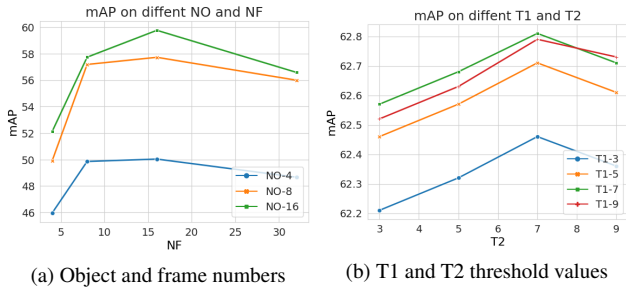 mAP on diffent NO and NF
60
58
56
54
52
50
48
46
mAP
5
10
15
20
25
30
NF
NO-4
NO-8
NO-16
(a) Object and frame numbers
mAP on diffent T1 and T2
62.8
62.7
62.6
62.5
62.4
62.3
62.2
mAP
3
4
5
6
7
8
9
T2
T1-3
T1-5
T1-7
T1-9
(b) T1 and T2 threshold values